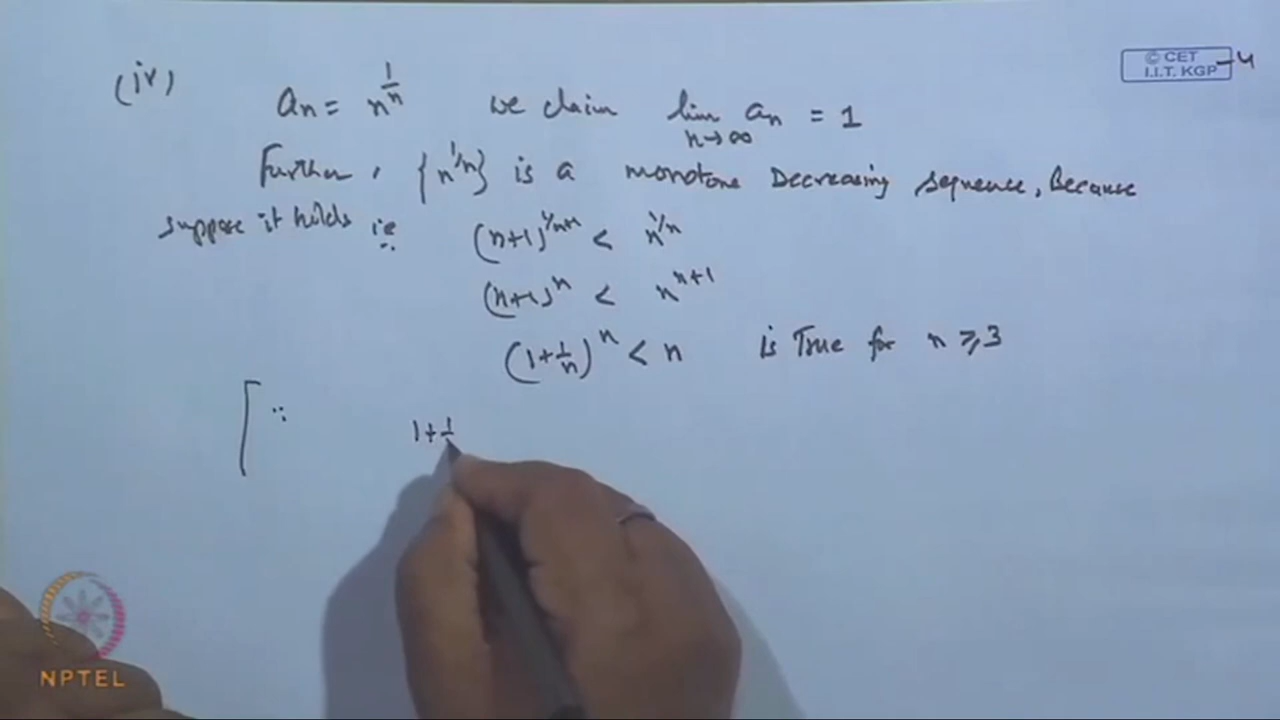 © CET
I.I.T. KGP
-4
(iv) an = n^{1/n} we claim lim_{n→∞} an = 1
Further, {n^{1/n}} is a monotone Decreasing sequence, Because
suppose it holds ie
(n+1)^{1/n+1} < n^{1/n}
(n+1)^n < n^{n+1}
(1+1/n)^n < n is True for n ≥ 3
[ ∵ 1+1
NPTEL